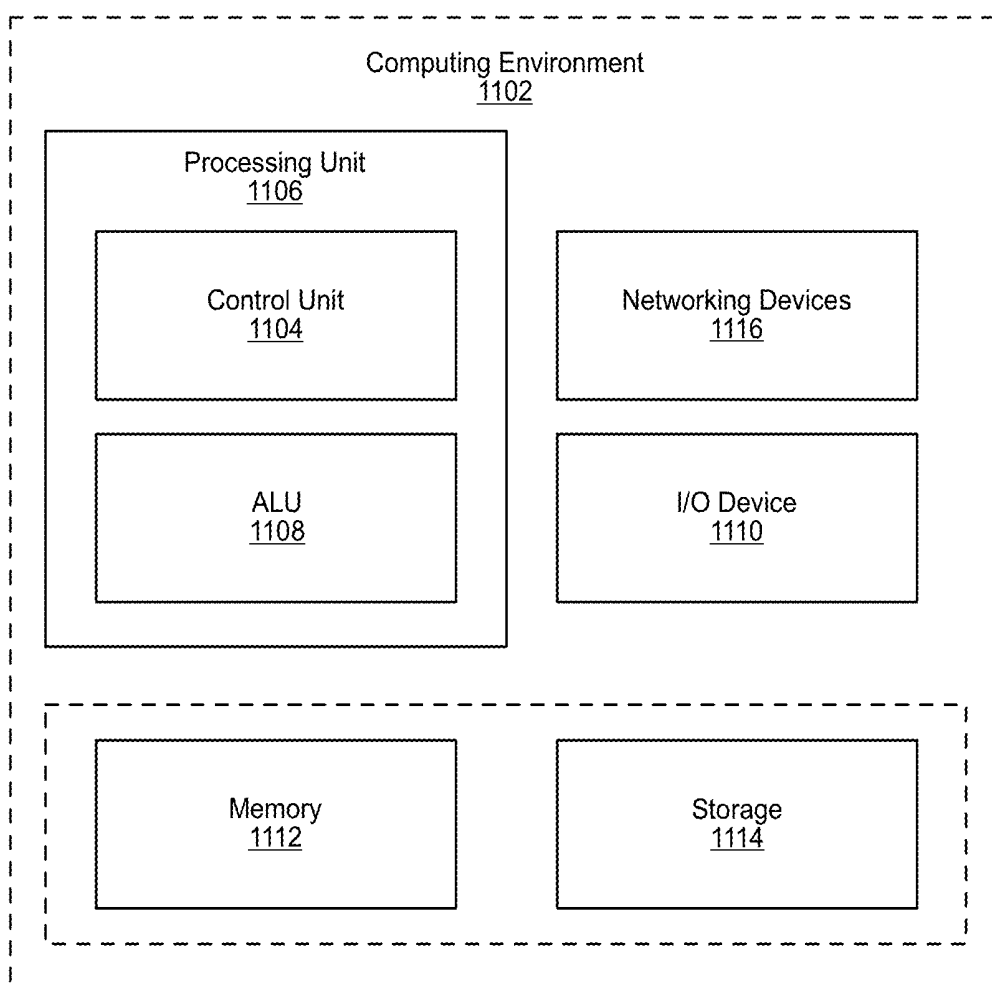 Computing Environment
1102
Processing Unit
1106
Control Unit
1104
Networking Devices
1116
ALU
1108
I/O Device
1110
Memory
1112
Storage
1114